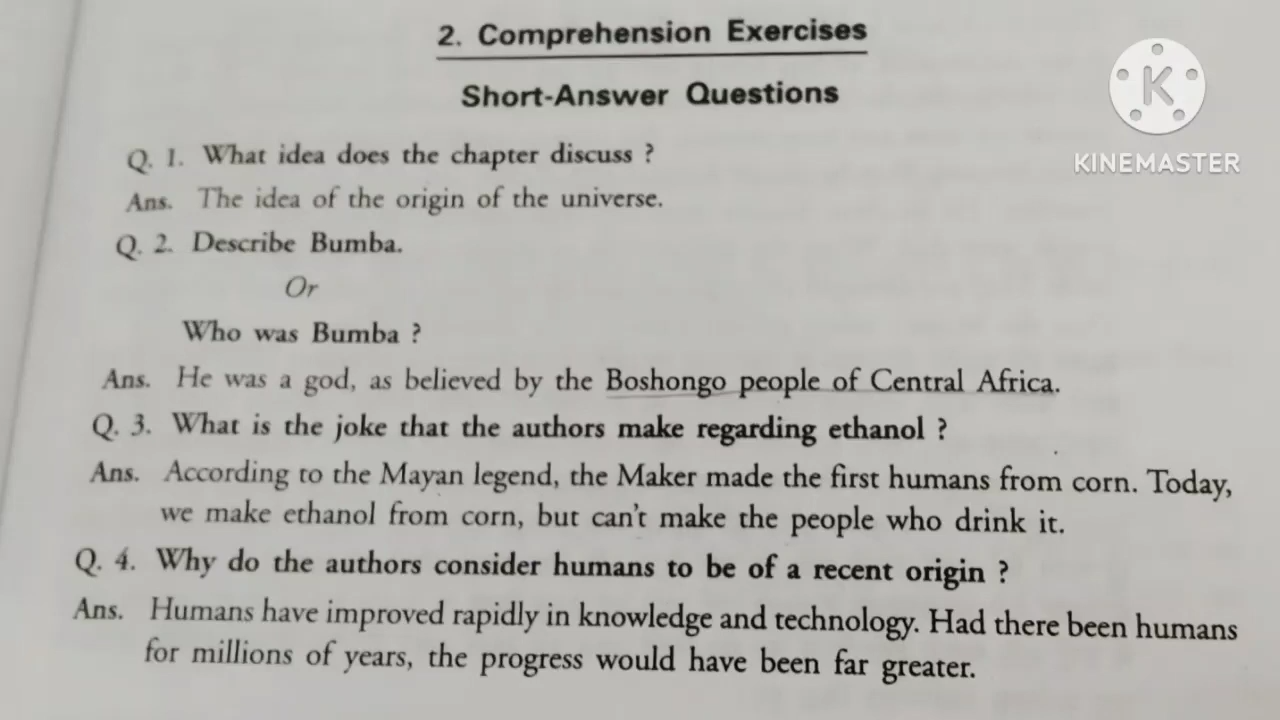 2. Comprehension Exercises
Short-Answer Questions
KINEMASTER
Q. 1. What idea does the chapter discuss ?
Ans. The idea of the origin of the universe.
Q. 2. Describe Bumba.
Or
Who was Bumba ?
Ans. He was a god, as believed by the Boshongo people of Central Africa.
Q. 3. What is the joke that the authors make regarding ethanol ?
Ans. According to the Mayan legend, the Maker made the first humans from corn. Today,
we make ethanol from corn, but can't make the people who drink it.
Q. 4. Why do the authors consider humans to be of a recent origin ?
Ans. Humans have improved rapidly in knowledge and technology. Had there been humans
for millions of years, the progress would have been far greater.